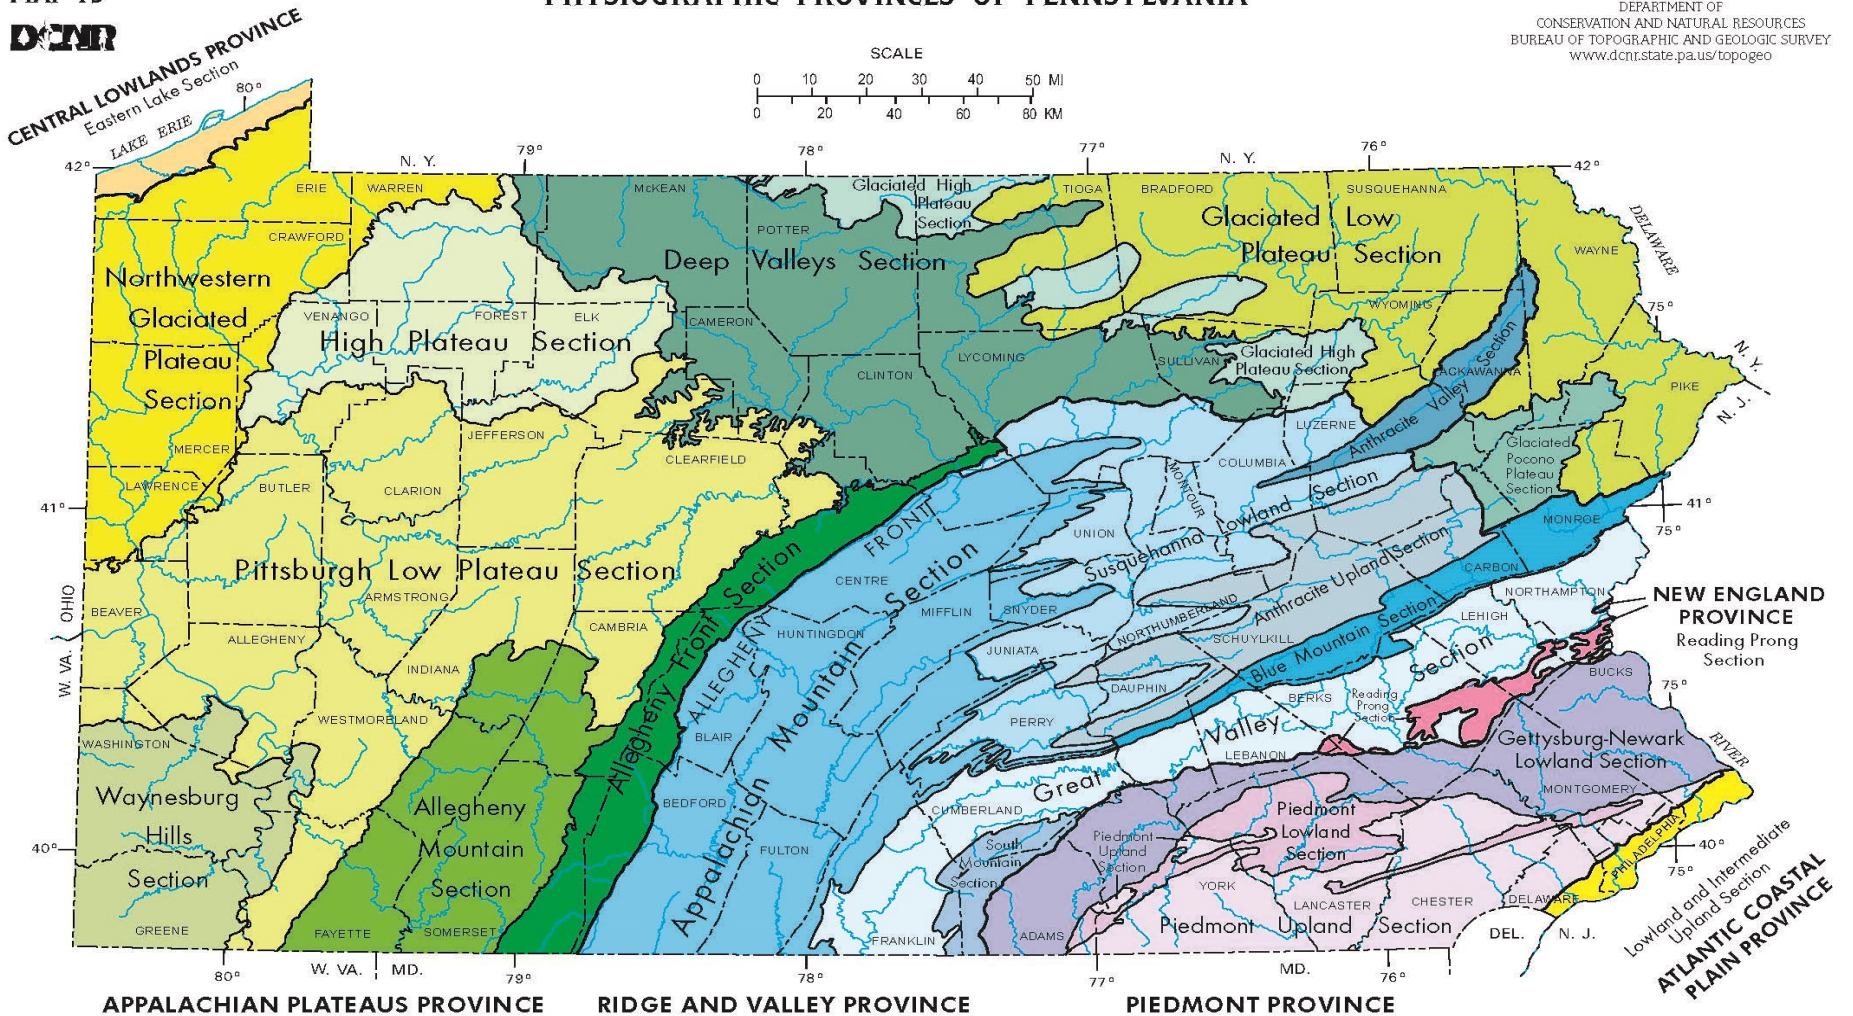 MAP 13
PHYSIOGRAPHIC PROVINCES OF PENNSYLVANIA
DCNR
DEPARTMENT OF
CONSERVATION AND NATURAL RESOURCES
BUREAU OF TOPOGRAPHIC AND GEOLOGIC SURVEY
www.dcnr.state.pa.us/topogeo
CENTRAL LOWLANDS PROVINCE
Eastern Lake Section
SCALE
0 10 20 30 40 50 MI
0 20 40 60 80 KM
80°
LAKE ERIE
42°
N. Y.
79°
78°
77°
N. Y.
76°
42°
ERIE
WARREN
McKEAN
Glaciated High
Plateau
Section
TIOGA
BRADFORD
SUSQUEHANNA
Glaciated Low
Plateau Section
DELAWARE
CRAWFORD
POTTER
WAYNE
Deep Valleys Section
Northwestern
Glaciated
Plateau
Section
VENANGO
FOREST
ELK
CAMERON
WYOMING
75°
High Plateau Section
LYCOMING
SULLIVAN
Glaciated High
Plateau Section
LACKAWANNA
N. Y.
N. J.
CLINTON
PIKE
Anthracite Valley Section
MERCER
JEFFERSON
CLEARFIELD
LUZERNE
COLUMBIA
MONTOUR
Glaciated
Pocono
Plateau
Section
LAWRENCE
BUTLER
CLARION
41°
41°
75°
FRONT
UNION
Susquehanna Lowland Section
MONROE
Pittsburgh Low Plateau Section
CENTRE
CARBON
ARMSTRONG
MIFFLIN
SNYDER
NORTHUMBERLAND
Anthracite Upland Section
NORTHAMPTON
NEW ENGLAND
PROVINCE
Reading Prong
Section
OHIO
W. VA.
BEAVER
ALLEGHENY
CAMBRIA
HUNTINGDON
LEHIGH
SCHUYLKILL
JUNIATA
Blue Mountain Section
INDIANA
ALLEGHENY
DAUPHIN
BUCKS
75°
BERKS
Reading
Prong
Section
WESTMORELAND
PERRY
WASHINGTON
BLAIR
LEBANON
Gettysburg-Newark
Lowland Section
RIVER
Allegheny Front Section
Appalachian Mountain Section
Great Valley Section
Waynesburg
Hills
Section
Allegheny
Mountain
Section
BEDFORD
CUMBERLAND
MONTGOMERY
Piedmont
Lowland
Section
PHILADELPHIA
40°
40°
75°
FULTON
South
Mountain
Section
Piedmont
Upland
Section
YORK
LANCASTER
CHESTER
DELAWARE
Piedmont Upland Section
GREENE
FAYETTE
SOMERSET
FRANKLIN
ADAMS
DEL.
N. J.
Lowland and Intermediate
Upland Section
ATLANTIC COASTAL
PLAIN PROVINCE
80°
W. VA.
MD.
79°
78°
77°
MD.
76°
APPALACHIAN PLATEAUS PROVINCE
RIDGE AND VALLEY PROVINCE
PIEDMONT PROVINCE